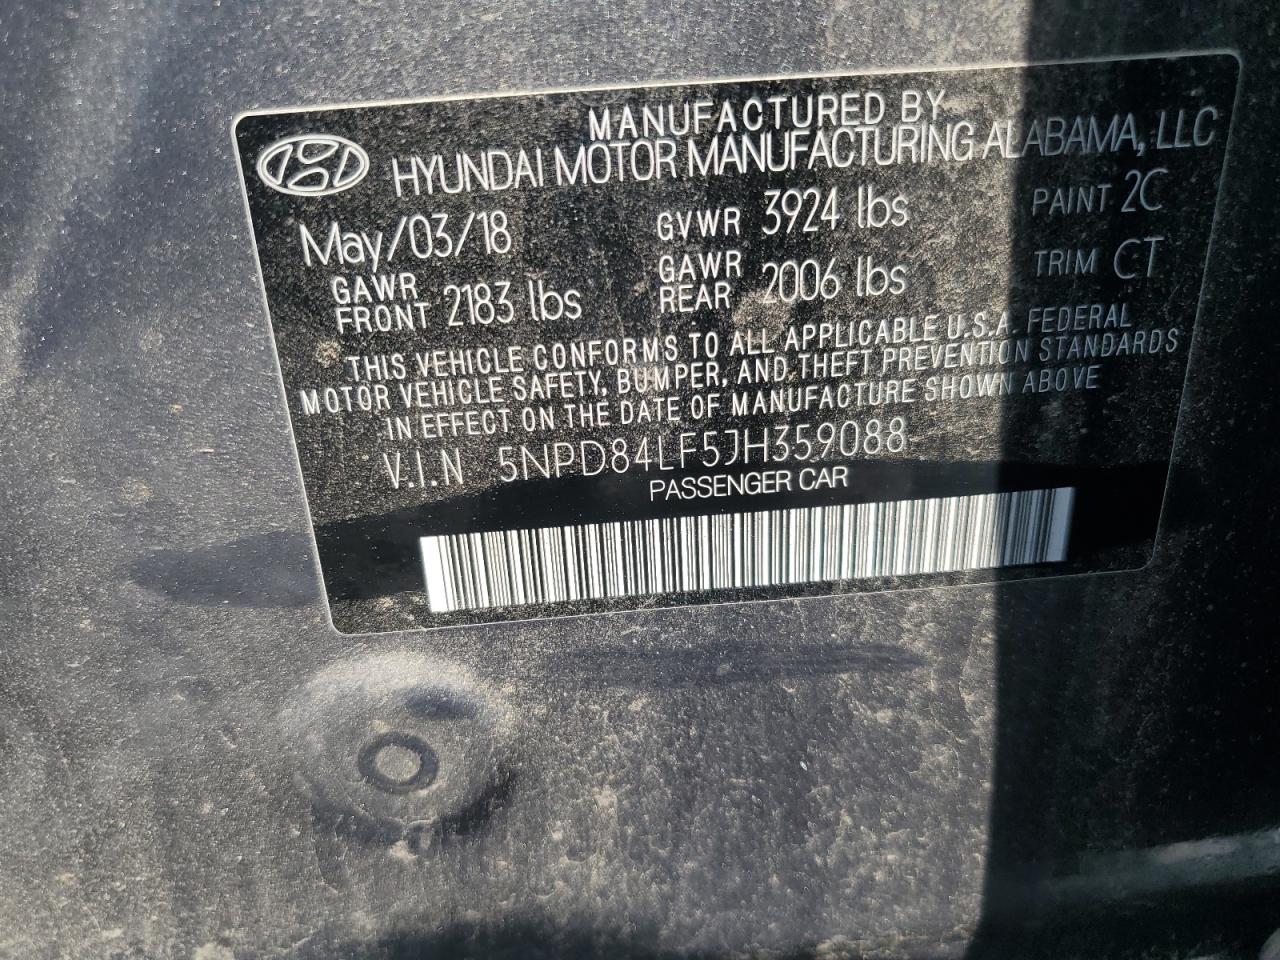 MANUFACTURED BY
HYUNDAI MOTOR MANUFACTURING ALABAMA, LLC
May/03/18 GVWR 3924 lbs PAINT 2C
GAWR FRONT 2183 lbs GAWR REAR 2006 lbs TRIM CT
THIS VEHICLE CONFORMS TO ALL APPLICABLE U.S.A. FEDERAL
MOTOR VEHICLE SAFETY, BUMPER, AND THEFT PREVENTION STANDARDS
IN EFFECT ON THE DATE OF MANUFACTURE SHOWN ABOVE
V.I.N 5NPD84LF5JH359088
PASSENGER CAR